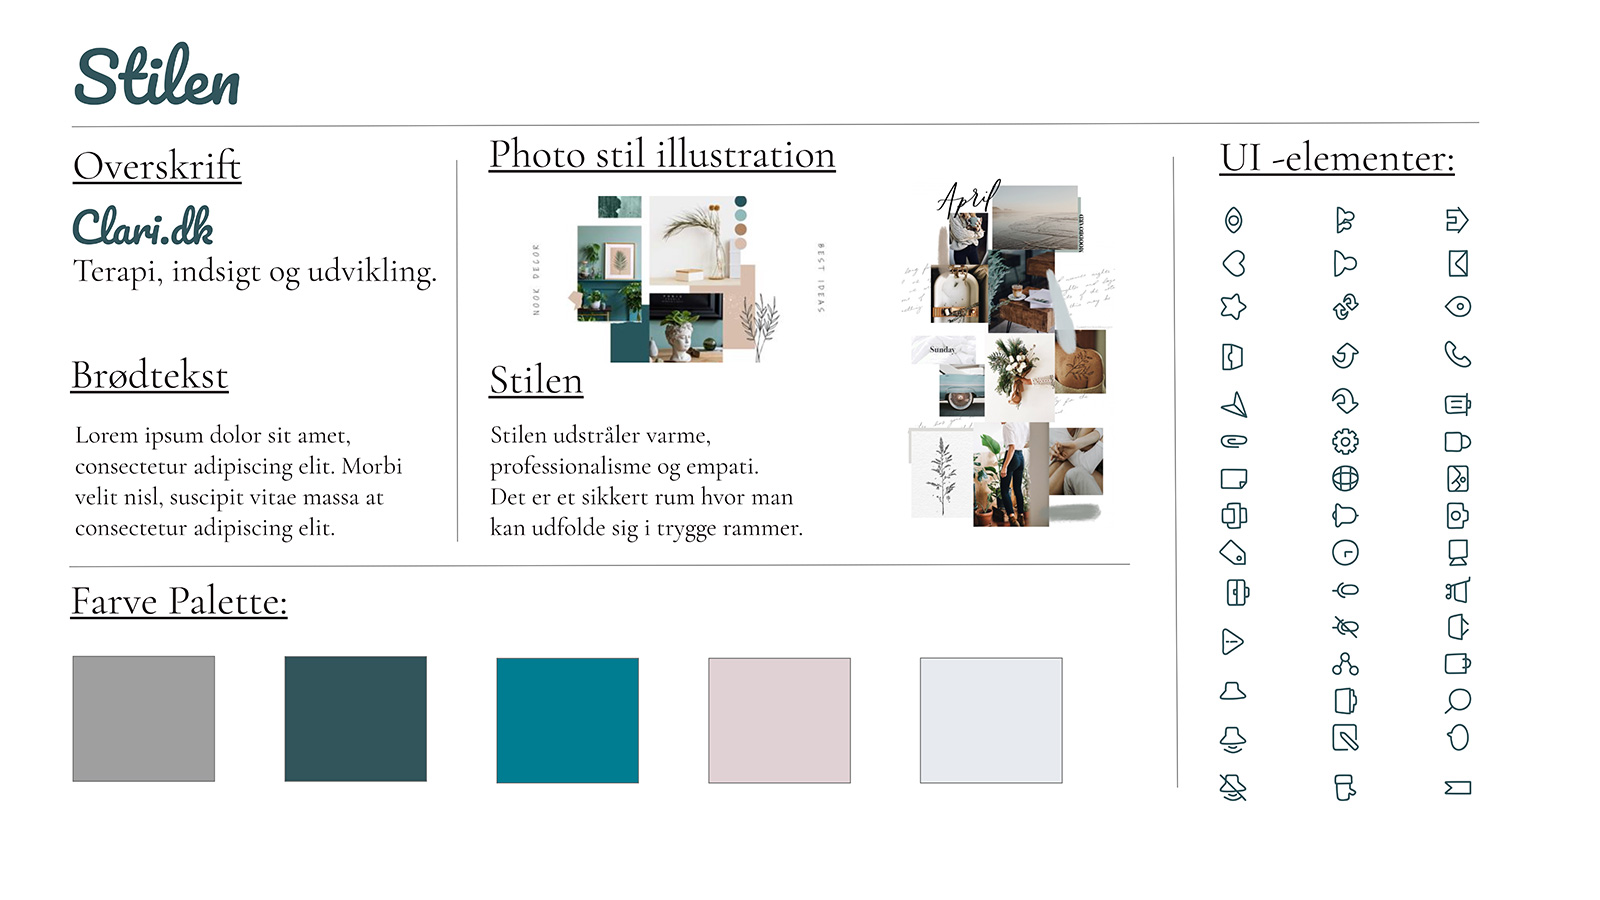 Stilen
Overskrift
Clari.dk
Terapi, indsigt og udvikling.
Brødtekst
Lorem ipsum dolor sit amet,
consectetur adipiscing elit. Morbi
velit nisl, suscipit vitae massa at
consectetur adipiscing elit.
Photo stil illustration
NOOK DECOR
BEST IDEAS
April
MOODBOARD
Sunday
Stilen
Stilen udstråler varme,
professionalisme og empati.
Det er et sikkert rum hvor man
kan udfolde sig i trygge rammer.
Farve Palette:
UI -elementer: